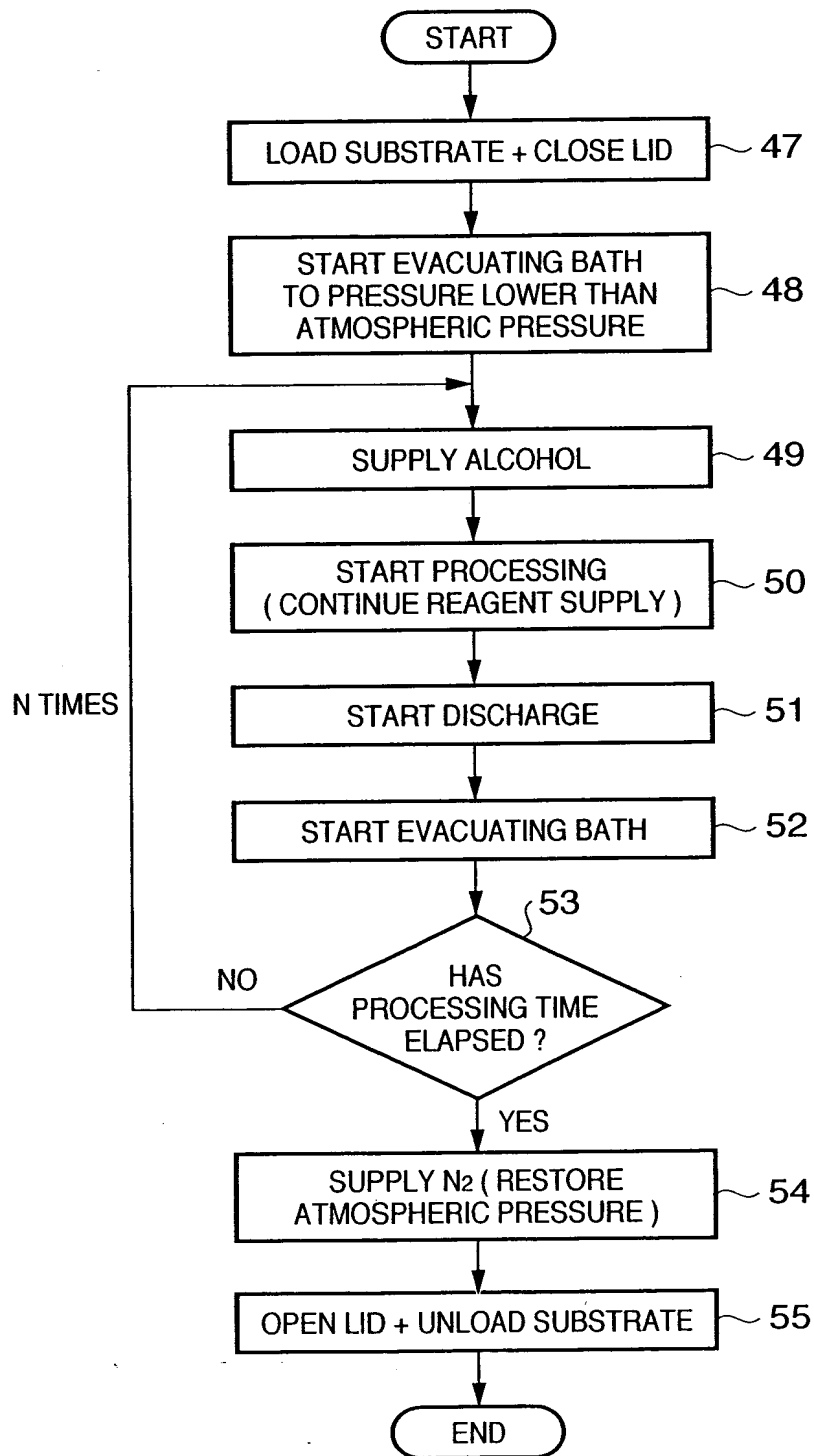 START
LOAD SUBSTRATE + CLOSE LID
47
START EVACUATING BATH
TO PRESSURE LOWER THAN
ATMOSPHERIC PRESSURE
48
SUPPLY ALCOHOL
49
START PROCESSING
( CONTINUE REAGENT SUPPLY )
50
N TIMES
START DISCHARGE
51
START EVACUATING BATH
52
53
NO
HAS
PROCESSING TIME
ELAPSED ?
YES
SUPPLY N2 ( RESTORE
ATMOSPHERIC PRESSURE )
54
OPEN LID + UNLOAD SUBSTRATE
55
END